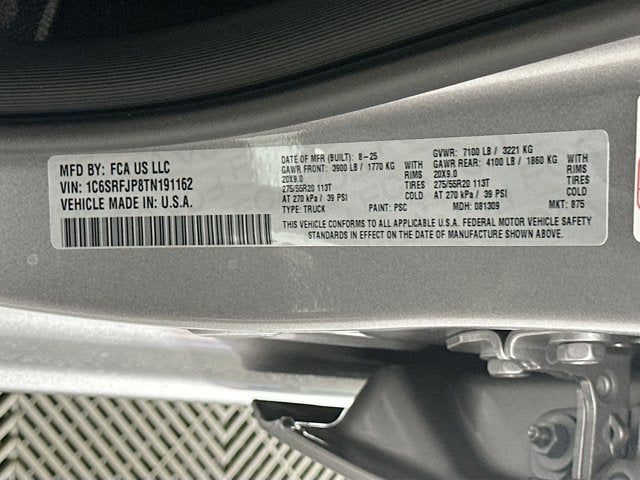 MFD BY: FCA US LLC
VIN: 1C6SRFJP8TN191162
VEHICLE MADE IN: U.S.A.
DATE OF MFR (BUILT): 8-25
GAWR FRONT: 3900 LB / 1770 KG WITH
20X9.0 RIMS
275/55R20 113T TIRES
AT 270 kPa / 39 PSI COLD
TYPE: TRUCK PAINT: PSC
GVWR: 7100 LB / 3221 KG
GAWR REAR: 4100 LB / 1860 KG WITH
20X9.0 RIMS
275/55R20 113T TIRES
AT 270 kPa / 39 PSI COLD
MDH: 081309 MKT: 875
THIS VEHICLE CONFORMS TO ALL APPLICABLE U.S.A. FEDERAL MOTOR VEHICLE SAFETY
STANDARDS IN EFFECT ON THE DATE OF MANUFACTURE SHOWN ABOVE.